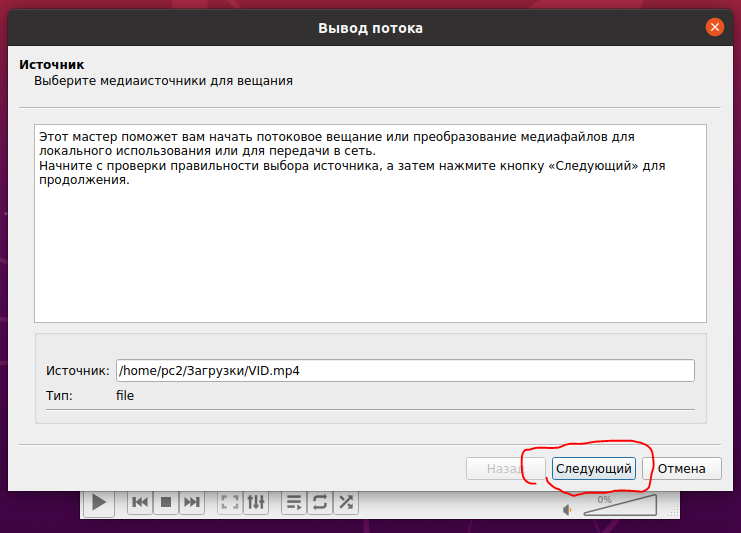 Вывод потока
Источник
Выберите медиаисточники для вещания
Этот мастер поможет вам начать потоковое вещание или преобразование медиафайлов для
локального использования или для передачи в сеть.
Начните с проверки правильности выбора источника, а затем нажмите кнопку «Следующий» для
продолжения.
Источник: /home/pc2/Загрузки/VID.mp4
Тип: file
Назад Следующий Отмена
0%